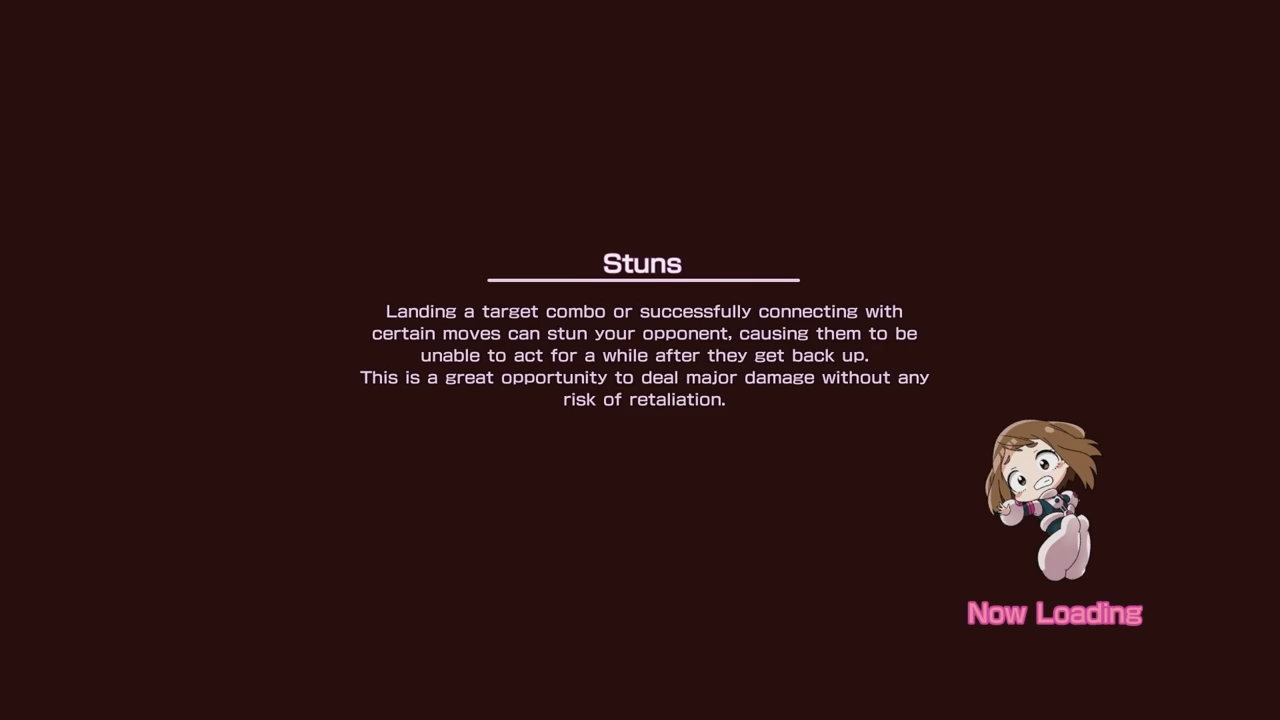 Stuns
Landing a target combo or successfully connecting with
certain moves can stun your opponent, causing them to be
unable to act for a while after they get back up.
This is a great opportunity to deal major damage without any
risk of retaliation.
Now Loading